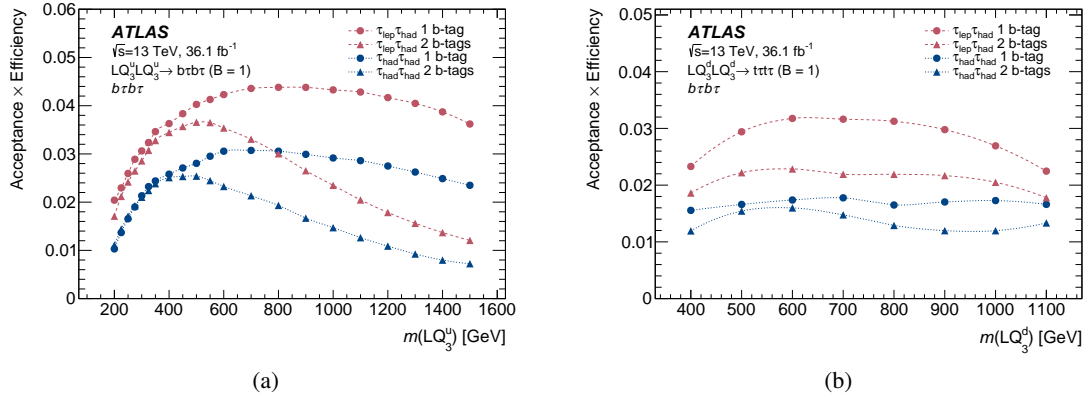 Acceptance × Efficiency
0.06
0.05
0.04
0.03
0.02
0.01
0
ATLAS
√s=13 TeV, 36.1 fb⁻¹
LQ₃ᵘLQ₃ᵘ→ bτbτ (B = 1)
bτbτ
τlepτhad 1 b-tag
τlepτhad 2 b-tags
τhadτhad 1 b-tag
τhadτhad 2 b-tags
200 400 600 800 1000 1200 1400 1600
m(LQ₃ᵘ) [GeV]
(a)
Acceptance × Efficiency
0.05
0.04
0.03
0.02
0.01
0
ATLAS
√s=13 TeV, 36.1 fb⁻¹
LQ₃ᵈLQ₃ᵈ→ tτtτ (B = 1)
bτbτ
τlepτhad 1 b-tag
τlepτhad 2 b-tags
τhadτhad 1 b-tag
τhadτhad 2 b-tags
400 500 600 700 800 900 1000 1100
m(LQ₃ᵈ) [GeV]
(b)